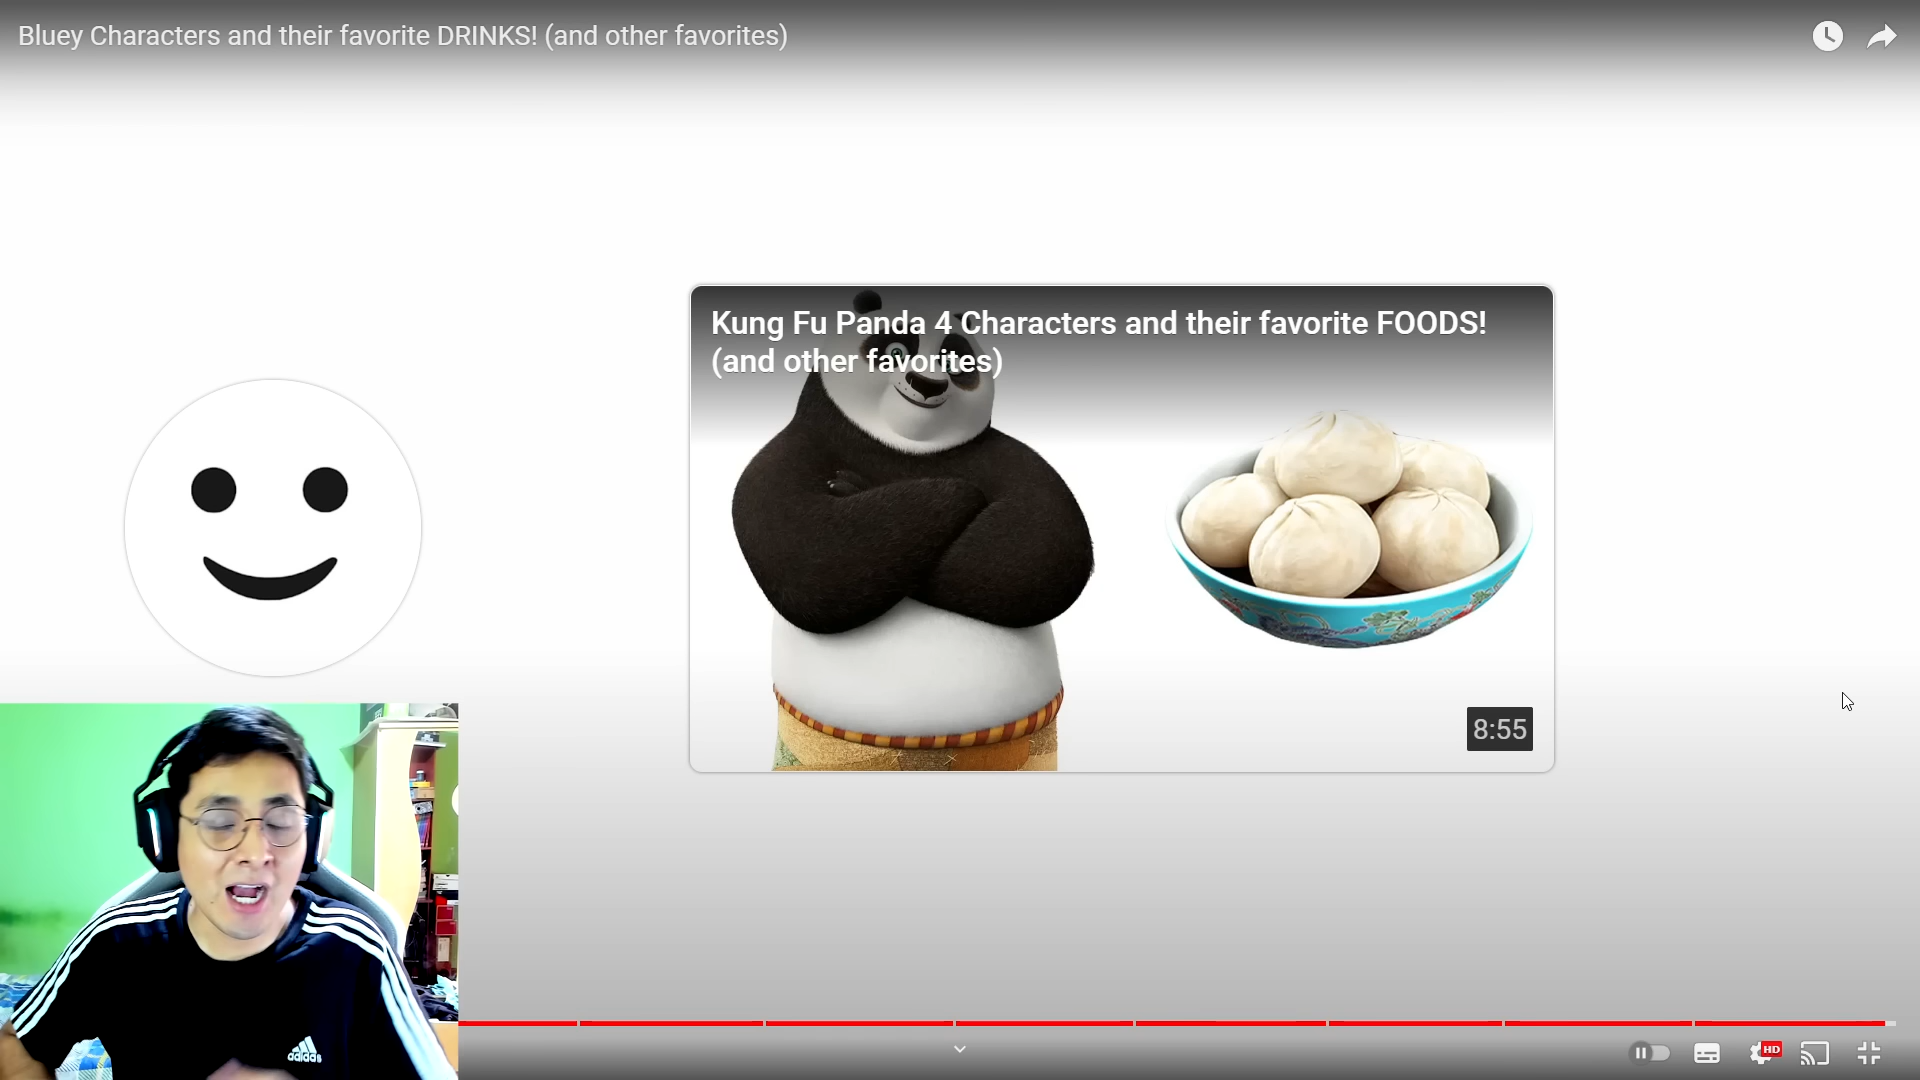 Bluey Characters and their favorite DRINKS! (and other favorites)
Kung Fu Panda 4 Characters and their favorite FOODS!
(and other favorites)
8:55
adidas
HD